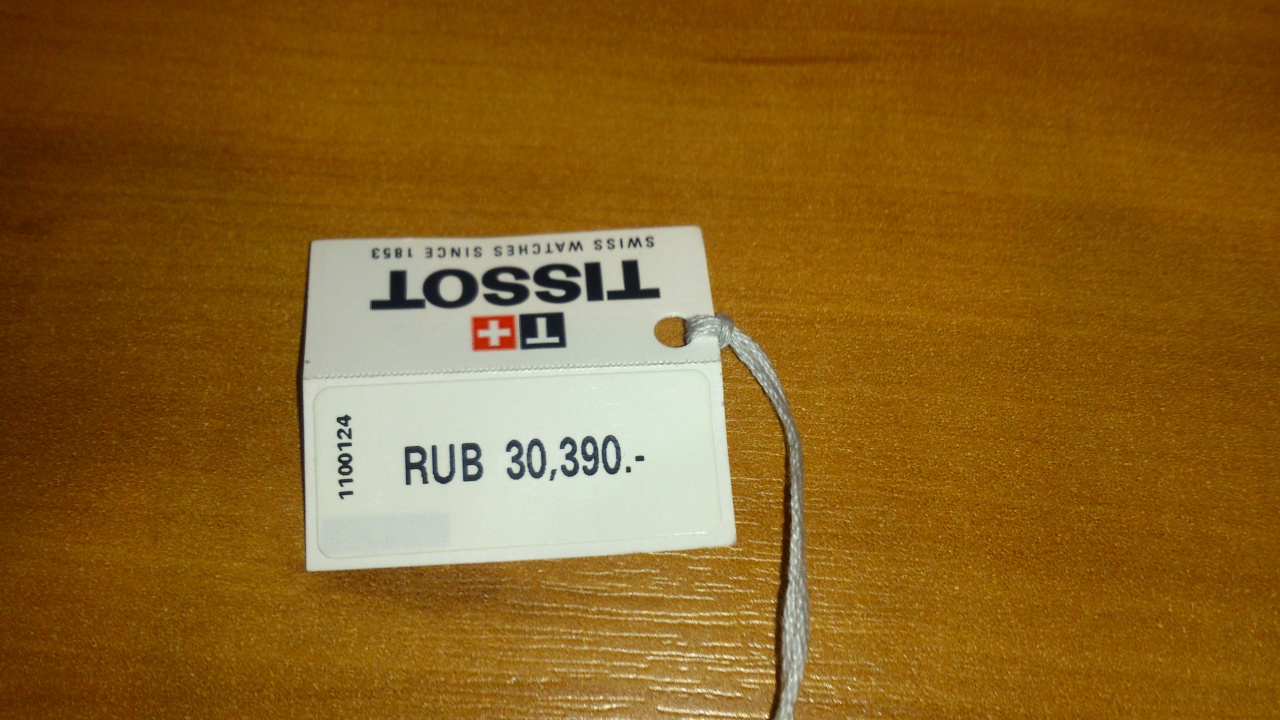 SWISS WATCHES SINCE 1853
TISSOT
T+
1100124
RUB 30,390.-